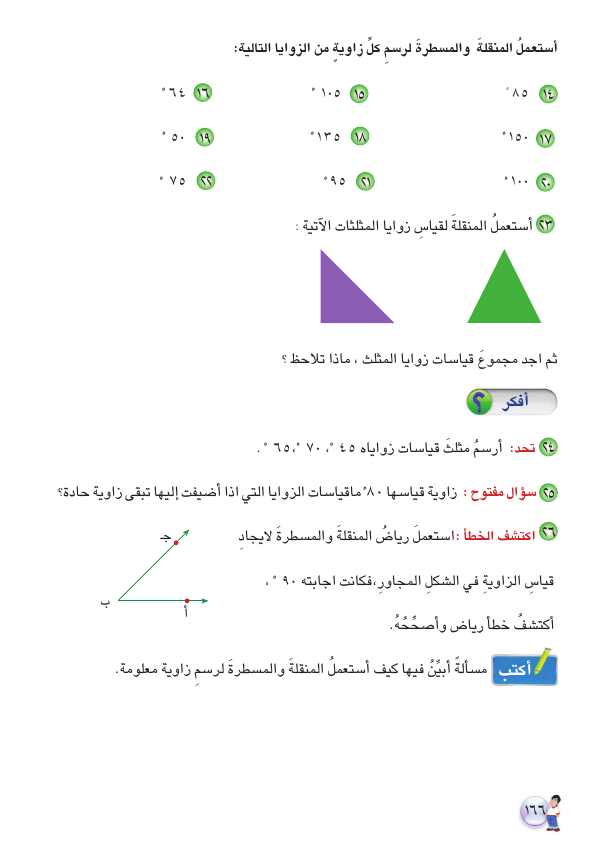 أستعملُ المنقلةَ والمسطرةَ لرسمِ كلِّ زاويةٍ من الزوايا التالية:
١٤ ٨٥ ° ١٥ ١٠٥ ° ١٦ ٦٤ °
١٧ ١٥٠ ° ١٨ ١٣٥ ° ١٩ ٥٠ °
٢٠ ١٠٠ ° ٢١ ٩٥ ° ٢٢ ٧٥ °
٢٣ أستعملُ المنقلةَ لقياسِ زوايا المثلثات الآتية :
ثم اجد مجموعَ قياسات زوايا المثلث ، ماذا تلاحظ ؟
أفكر ؟
٢٤ تحد: أرسمُ مثلثَ قياسات زواياه ٤٥ °، ٧٠ °، ٦٥ ° .
٢٥ سؤال مفتوح : زاوية قياسها ٨٠° ماقياسات الزوايا التي اذا أضيفت إليها تبقى زاوية حادة؟
٢٦ اكتشف الخطأ : استعملَ رياضُ المنقلةَ والمسطرةَ لايجادِ
قياسِ الزاويةِ في الشكلِ المجاورِ،فكانت اجابته ٩٠ ° ،
أكتشفُ خطأ رياض وأصحِّحُهُ.
جـ
ب
أ
أكتب مسألةً أبيِّنُ فيها كيف أستعملُ المنقلةَ والمسطرةَ لرسمِ زاوية معلومة.
١٦٦